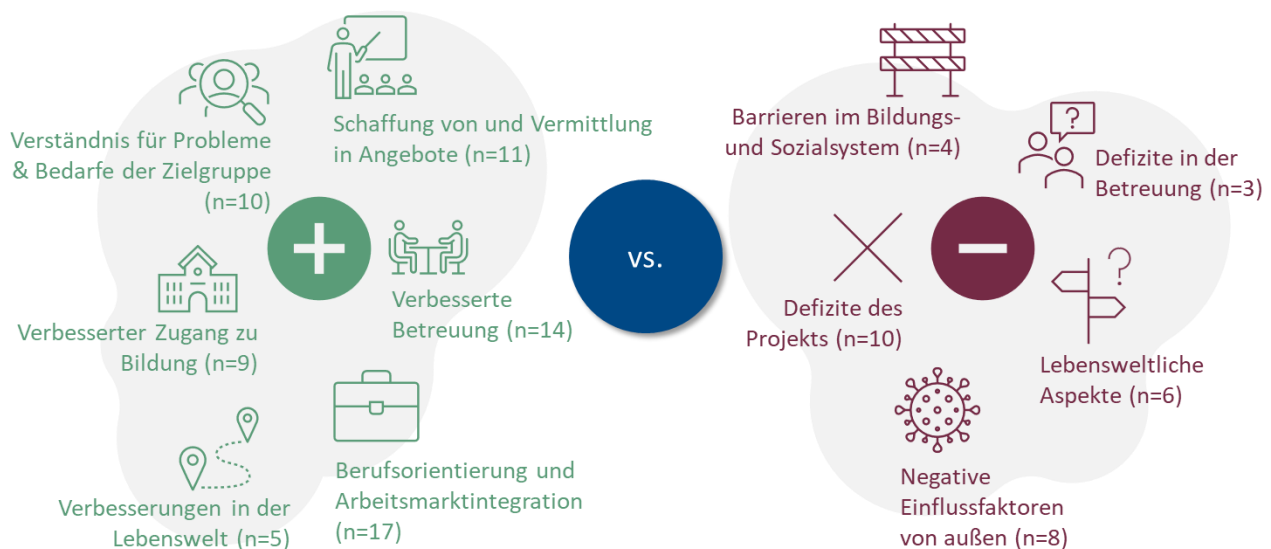 Verständnis für Probleme
& Bedarfe der Zielgruppe
(n=10)
Schaffung von und Vermittlung
in Angebote (n=11)
Verbesserter Zugang zu
Bildung (n=9)
Verbesserte
Betreuung (n=14)
Verbesserungen in der
Lebenswelt (n=5)
Berufsorientierung und
Arbeitsmarktintegration
(n=17)
vs.
Barrieren im Bildungs-
und Sozialsystem (n=4)
?
Defizite in der
Betreuung (n=3)
Defizite des
Projekts (n=10)
?
Lebensweltliche
Aspekte (n=6)
Negative
Einflussfaktoren
von außen (n=8)